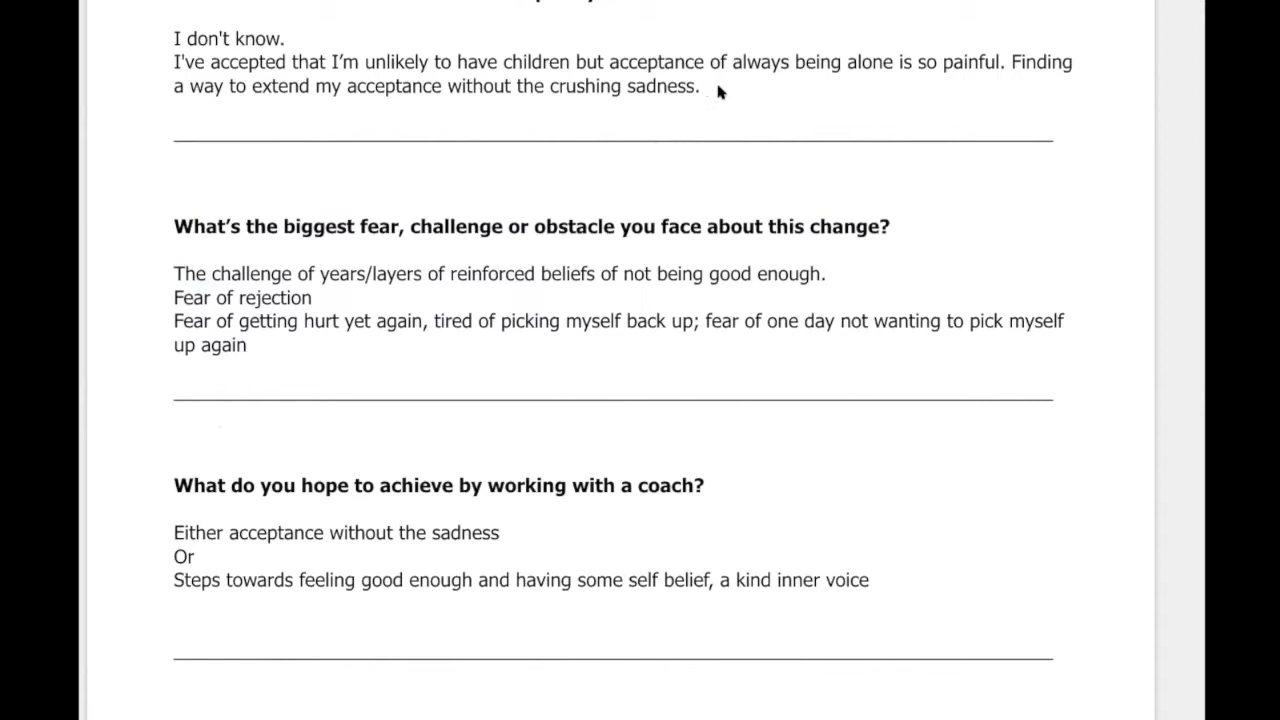 I don't know.
I've accepted that I’m unlikely to have children but acceptance of always being alone is so painful. Finding
a way to extend my acceptance without the crushing sadness.
What’s the biggest fear, challenge or obstacle you face about this change?
The challenge of years/layers of reinforced beliefs of not being good enough.
Fear of rejection
Fear of getting hurt yet again, tired of picking myself back up; fear of one day not wanting to pick myself
up again
What do you hope to achieve by working with a coach?
Either acceptance without the sadness
Or
Steps towards feeling good enough and having some self belief, a kind inner voice